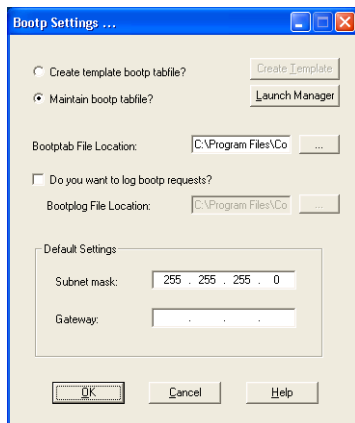 Bootp Settings ...
Create template bootp tabfile?
Create Template
Maintain bootp tabfile?
Launch Manager
Bootptab File Location:
C:\Program Files\Co
...
Do you want to log bootp requests?
Bootplog File Location:
C:\Program Files\Co
...
Default Settings
Subnet mask:
255 . 255 . 255 . 0
Gateway:
. . .
OK
Cancel
Help